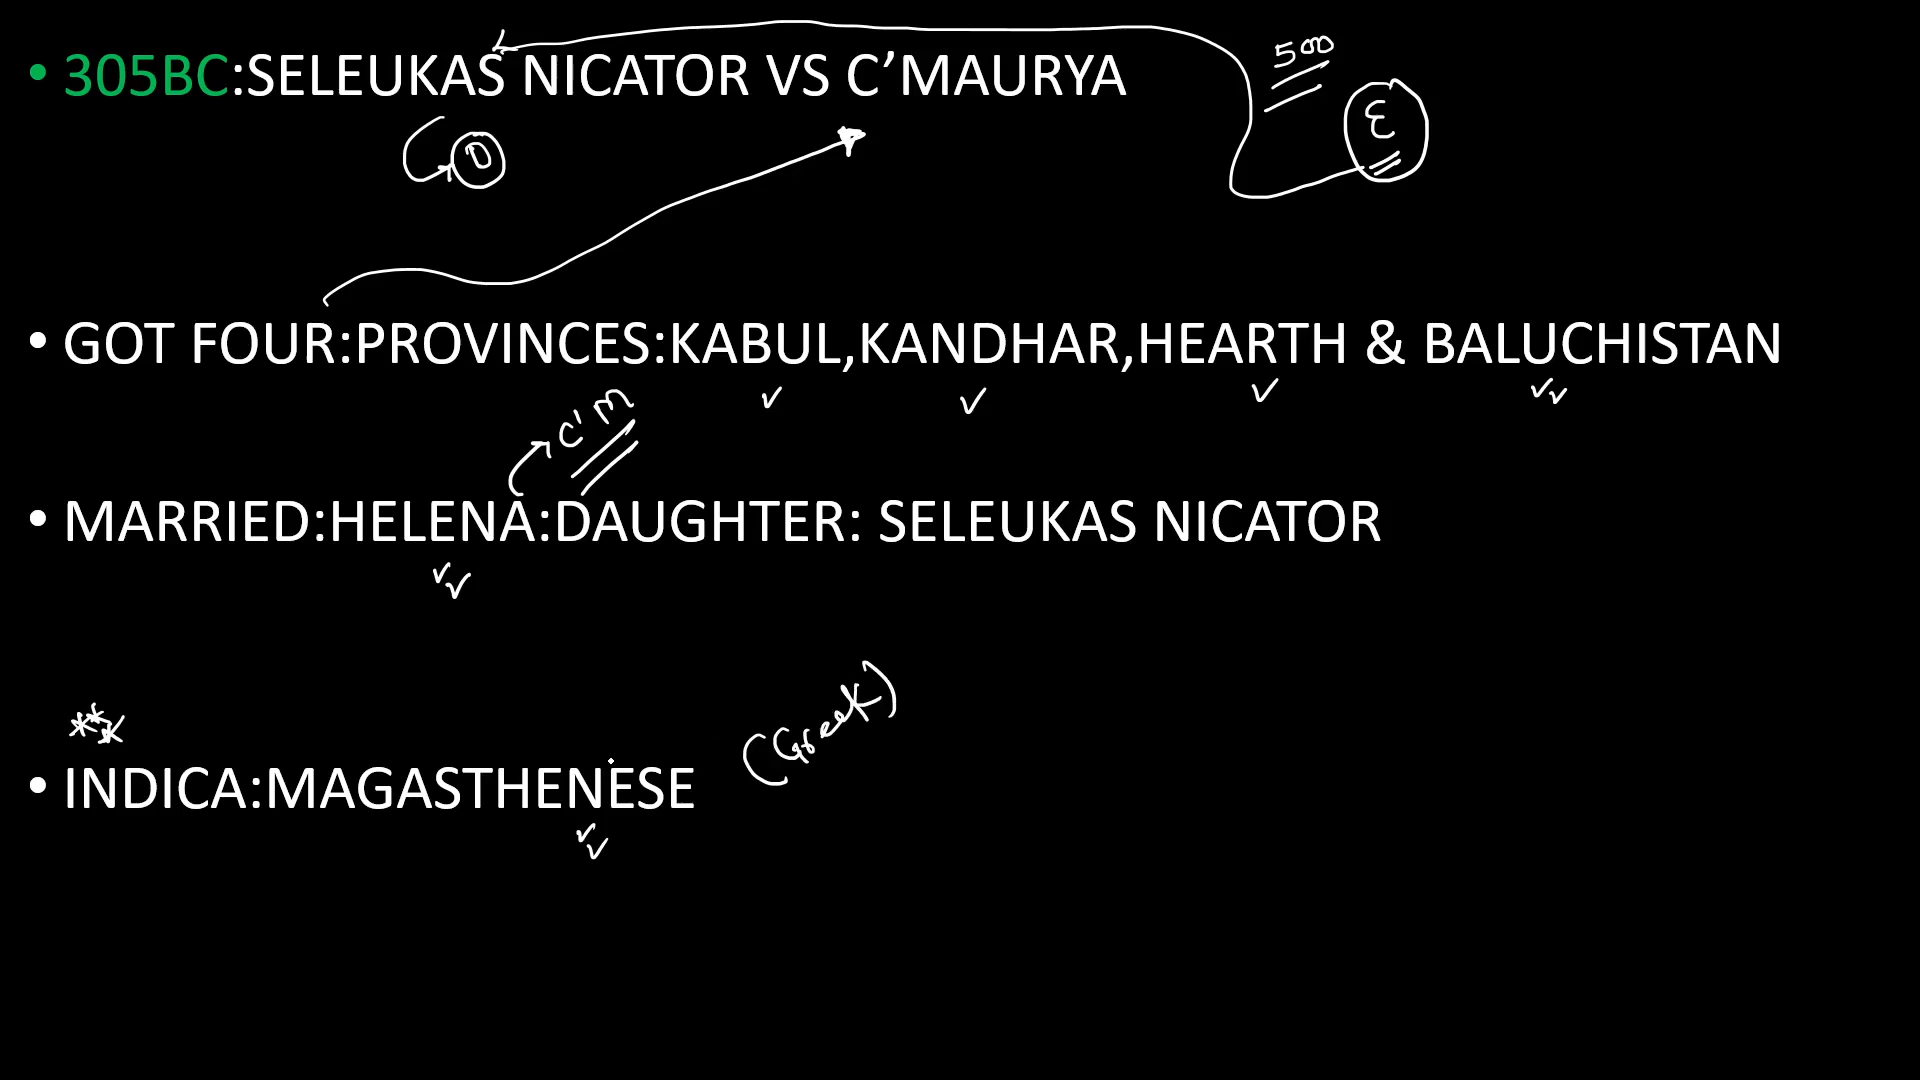 • 305BC:SELEUKAS NICATOR VS C’MAURYA
500
E
D
• GOT FOUR:PROVINCES:KABUL,KANDHAR,HEARTH & BALUCHISTAN
C'M
• MARRIED:HELENA:DAUGHTER: SELEUKAS NICATOR
(Greek)
• INDICA:MAGASTHENESE